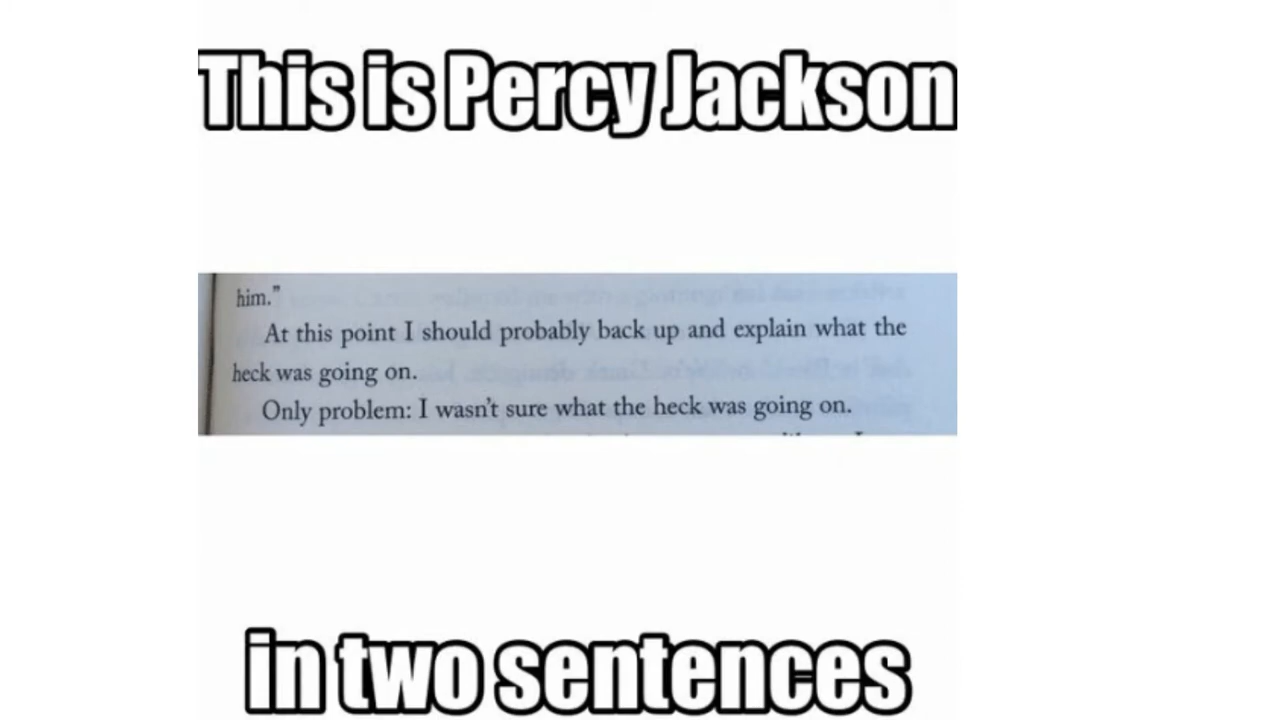 This is Percy Jackson
him.”
At this point I should probably back up and explain what the
heck was going on.
Only problem: I wasn’t sure what the heck was going on.
in two sentences